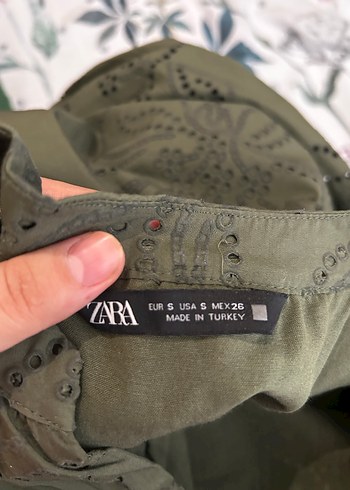 ZARA
EUR S USA S MEX 26
MADE IN TURKEY